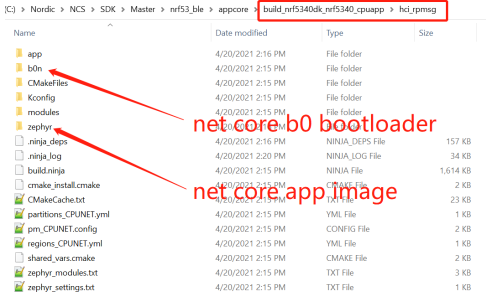 (C:) > Nordic > NCS > SDK > Master > nrf53_ble > appcore > build_nrf5340dk_nrf5340_cpuapp > hci_rpmsg
Name Date modified Type Size
app 4/20/2021 2:16 PM File folder
b0n 4/20/2021 2:15 PM File folder
CMakeFiles 4/20/2021 2:15 PM File folder
Kconfig 4/20/2021 2:15 PM File folder
modules 4/20/2021 2:15 PM File folder
net core b0 bootloader
zephyr 4/20/2021 2:15 PM File folder
.ninja_deps 4/20/2021 2:16 PM NINJA_DEPS File 157 KB
.ninja_log 4/20/2021 2:20 PM NINJA_LOG File 34 KB
build.ninja 4/20/2021 2:15 PM NINJA File 1,614 KB
cmake_install.cmake 4/20/2021 2:15 PM CMAKE File 2 KB
net core app image
CMakeCache.txt 4/20/2021 2:15 PM TXT File 23 KB
partitions_CPUNET.yml 4/20/2021 2:15 PM YML File 1 KB
pm_CPUNET.config 4/20/2021 2:15 PM CONFIG File 2 KB
regions_CPUNET.yml 4/20/2021 2:15 PM YML File 1 KB
shared_vars.cmake 4/20/2021 2:15 PM CMAKE File 2 KB
zephyr_modules.txt 4/20/2021 2:15 PM TXT File 3 KB
zephyr_settings.txt 4/20/2021 2:15 PM TXT File 1 KB